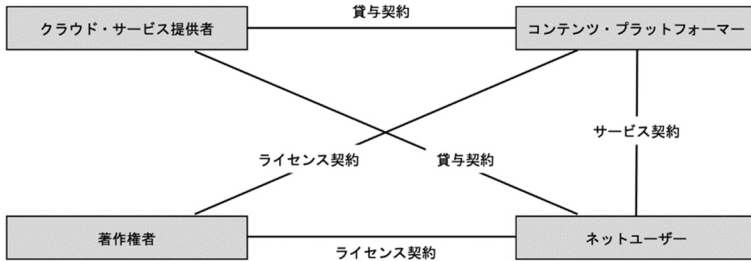 貸与契約
クラウド・サービス提供者
コンテンツ・プラットフォーマー
サービス契約
ライセンス契約
貸与契約
著作権者
ネットユーザー
ライセンス契約